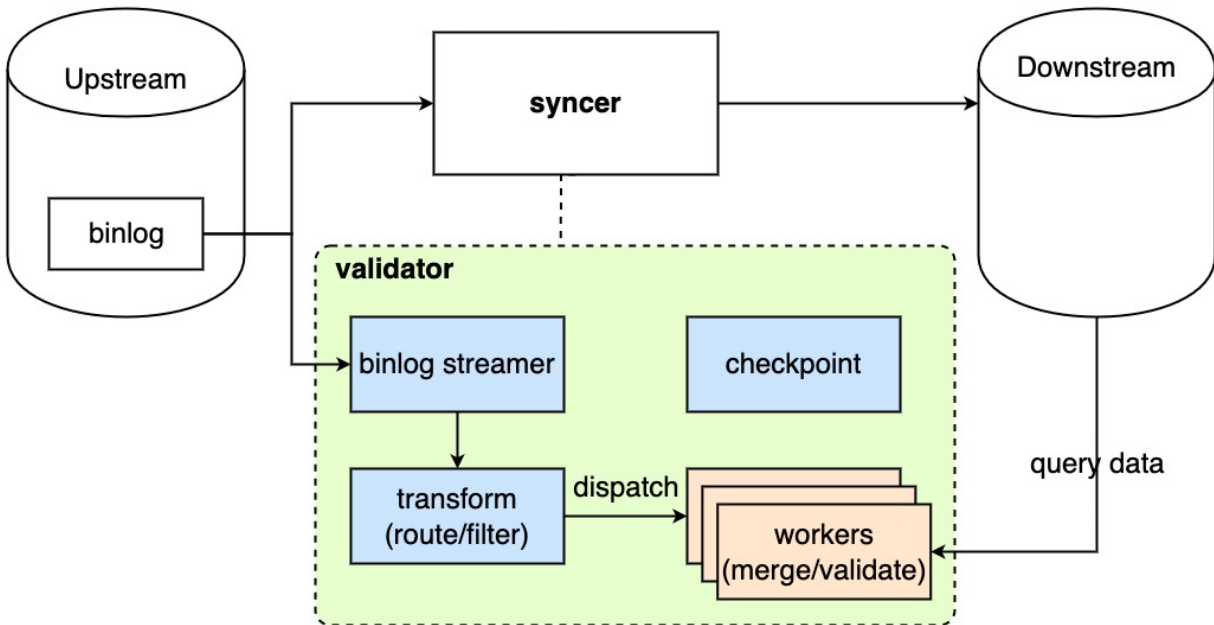 Upstream
syncer
Downstream
binlog
validator
binlog streamer
checkpoint
query data
transform
(route/filter)
dispatch
workers
(merge/validate)